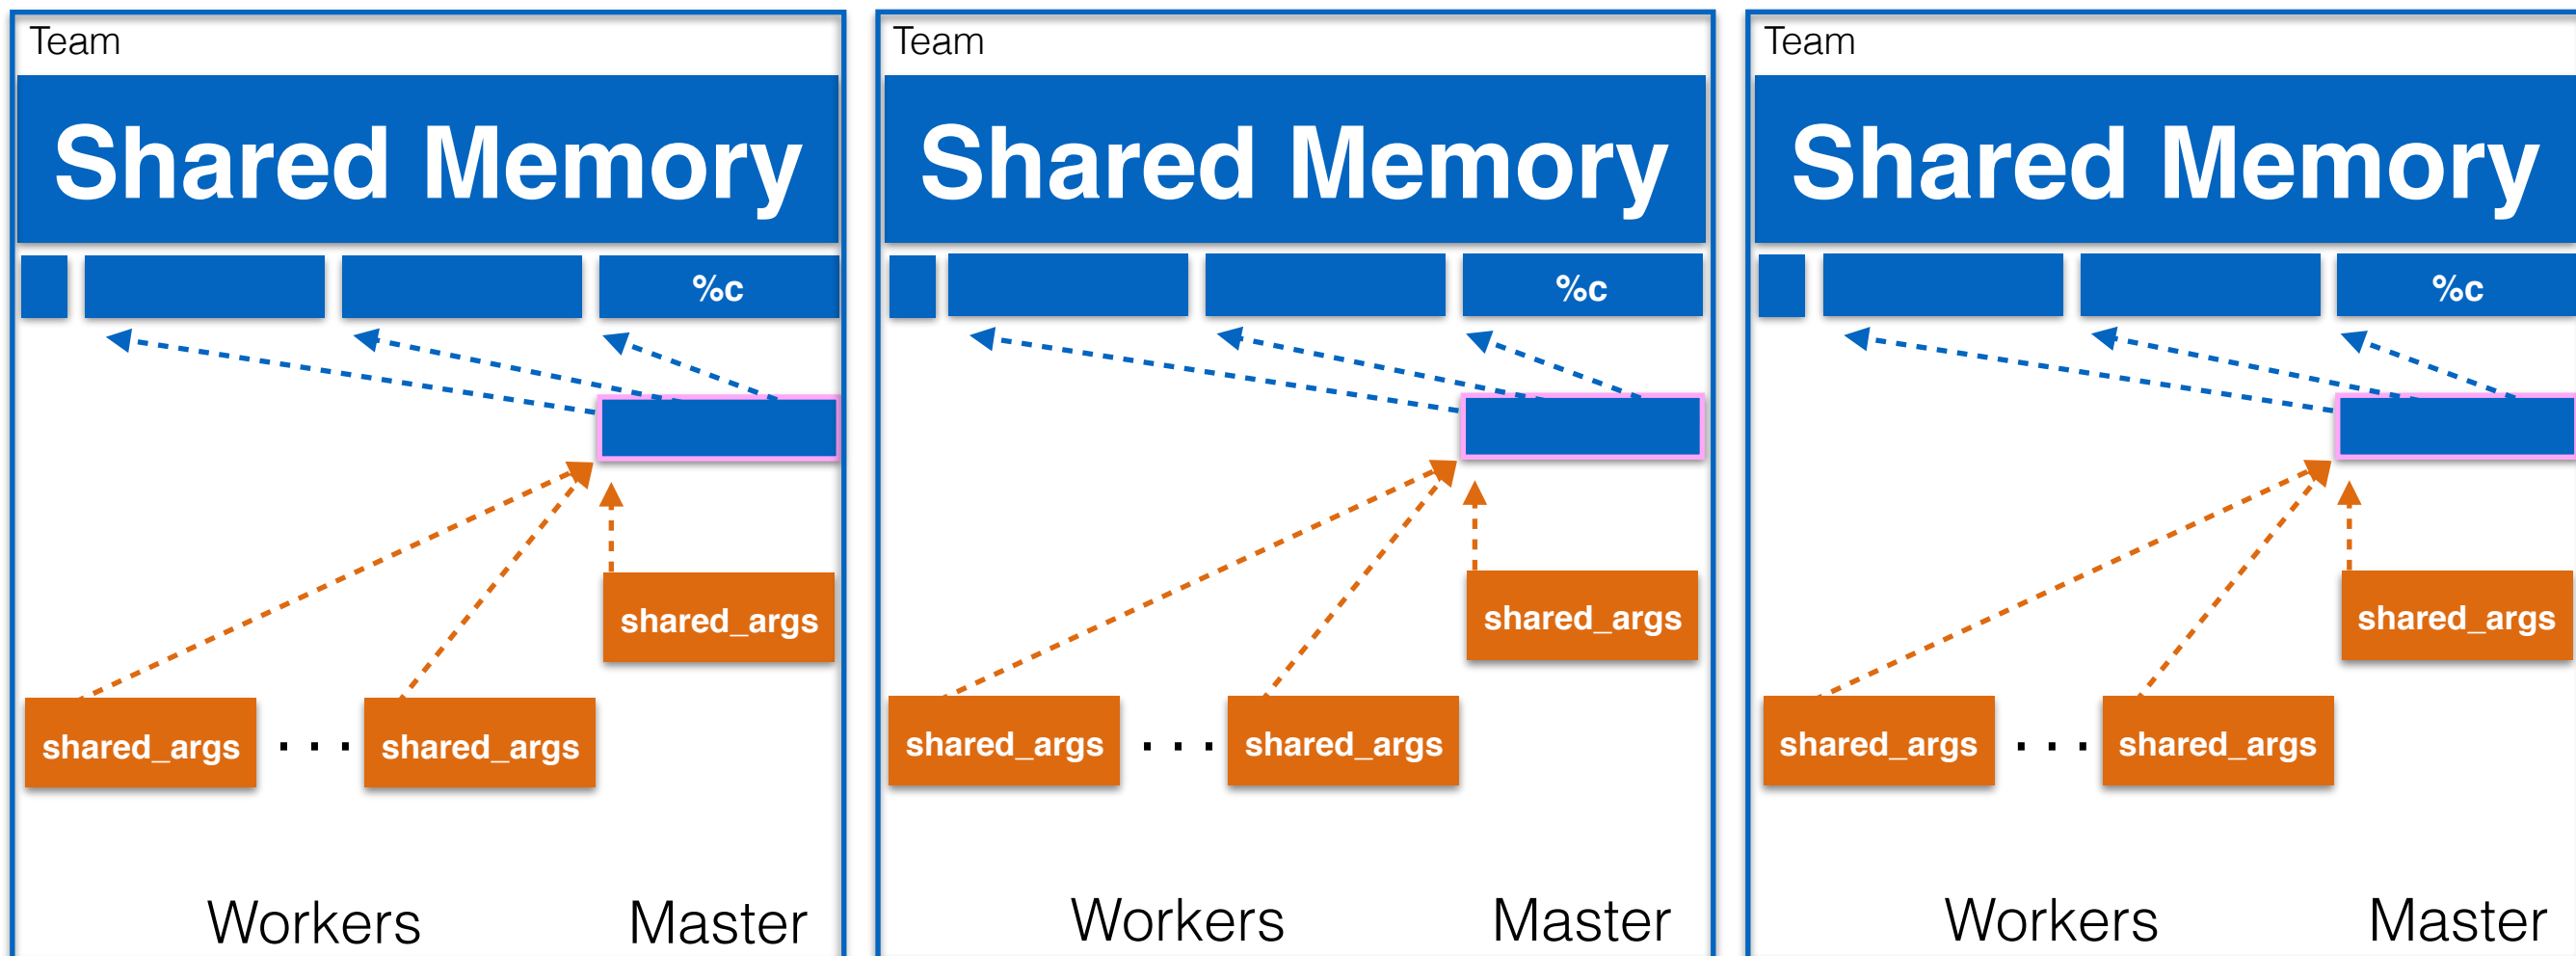 Team
Shared Memory
%c
shared_args
shared_args
. . .
shared_args
Workers
Master
Team
Shared Memory
%c
shared_args
shared_args
. . .
shared_args
Workers
Master
Team
Shared Memory
%c
shared_args
shared_args
. . .
shared_args
Workers
Master